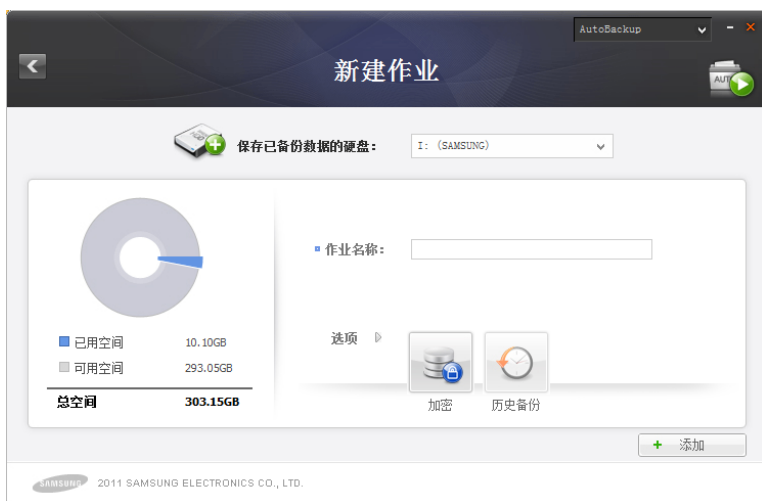 AutoBackup
新建作业
AUTO
保存已备份数据的硬盘：
I: (SAMSUNG)
作业名称：
已用空间 10.10GB
可用空间 293.05GB
总空间 303.15GB
选项
加密
历史备份
+ 添加
SAMSUNG 2011 SAMSUNG ELECTRONICS CO., LTD.